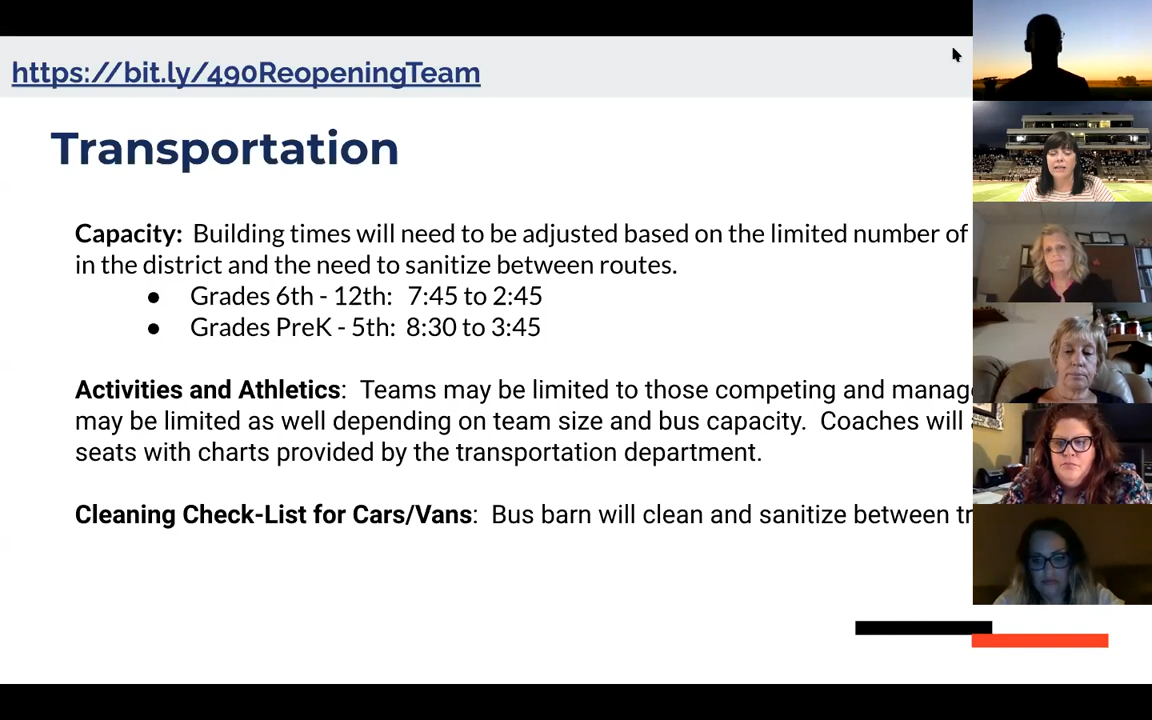 https://bit.ly/490ReopeningTeam
Transportation
Capacity: Building times will need to be adjusted based on the limited number of
in the district and the need to sanitize between routes.
● Grades 6th - 12th: 7:45 to 2:45
● Grades PreK - 5th: 8:30 to 3:45
Activities and Athletics: Teams may be limited to those competing and manage
may be limited as well depending on team size and bus capacity. Coaches will
seats with charts provided by the transportation department.
Cleaning Check-List for Cars/Vans: Bus barn will clean and sanitize between tr